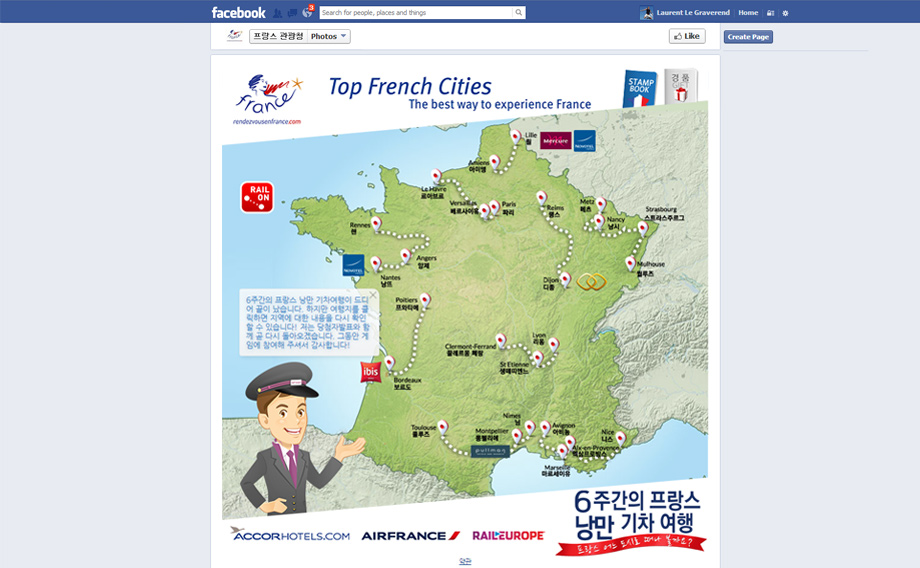 facebook
3
Search for people, places and things
Laurent Le Graverend
Home
프랑스 관광청
Photos
Like
Create Page
france
rendezvousenfrance.com
Top French Cities
The best way to experience France
STAMP BOOK
경품
Lille
릴
Mercure
NOVOTEL
Amiens
아미앵
RAIL ON
Le Havre
르아브르
Versailles
베르사이유
Paris
파리
Reims
랭스
Metz
메츠
Nancy
낭시
Strasbourg
스트라스부르그
Rennes
렌
Angers
앙제
NOVOTEL
Nantes
낭뜨
Mulhouse
뮐루즈
Dijon
디종
6주간의 프랑스 낭만 기차여행이 드디
어 끝이 났습니다. 하지만 여행지를 클
릭하면 지역에 대한 내용을 다시 확인
할 수 있습니다! 저는 당첨자발표와 함
께 곧 다시 돌아오겠습니다. 그동안 게
임에 참여해 주셔서 감사합니다!
Poitiers
프와티에
Clermont-Ferrand
끌레르몽 페랑
Lyon
리옹
St Etienne
생떼띠엔느
ibis
Bordeaux
보르도
Toulouse
툴루즈
Montpellier
몽펠리에
pullman
Nimes
님
Avignon
아비뇽
Aix-en-Provence
엑상프로방스
Nice
니스
Marseille
마르세이유
6주간의 프랑스
낭만 기차 여행
프랑스 어느 도시로 떠나 볼까요?
ACCORHOTELS.COM
AIRFRANCE
RAILEUROPE
약관